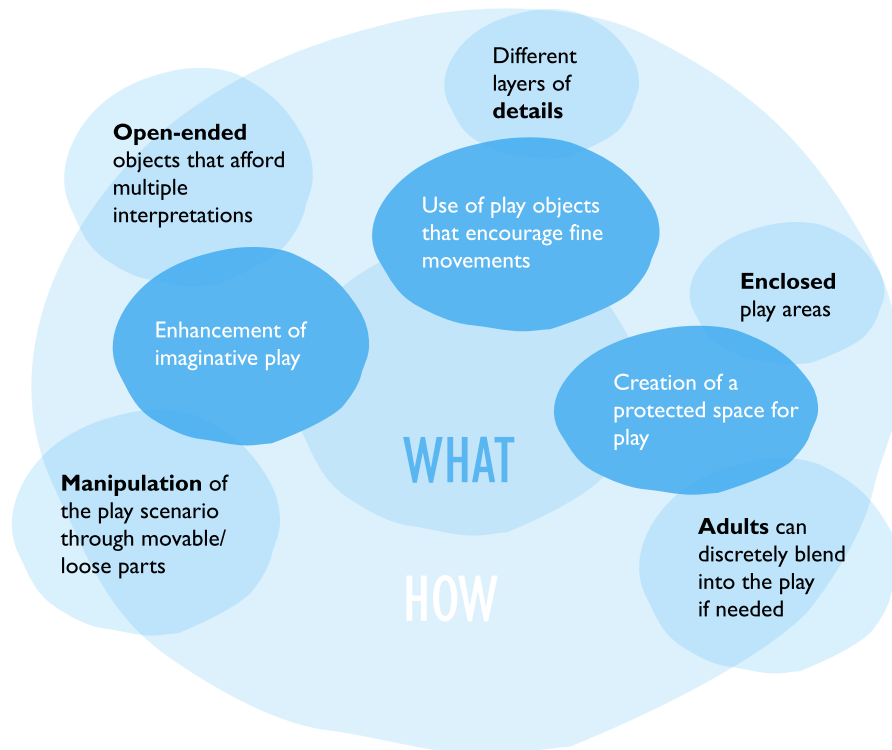 Different
layers of
details
Open-ended
objects that afford
multiple
interpretations
Use of play objects
that encourage fine
movements
Enclosed
play areas
Enhancement of
imaginative play
Creation of a
protected space for
play
WHAT
Manipulation of
the play scenario
through movable/
loose parts
Adults can
discretely blend
into the play
if needed
HOW